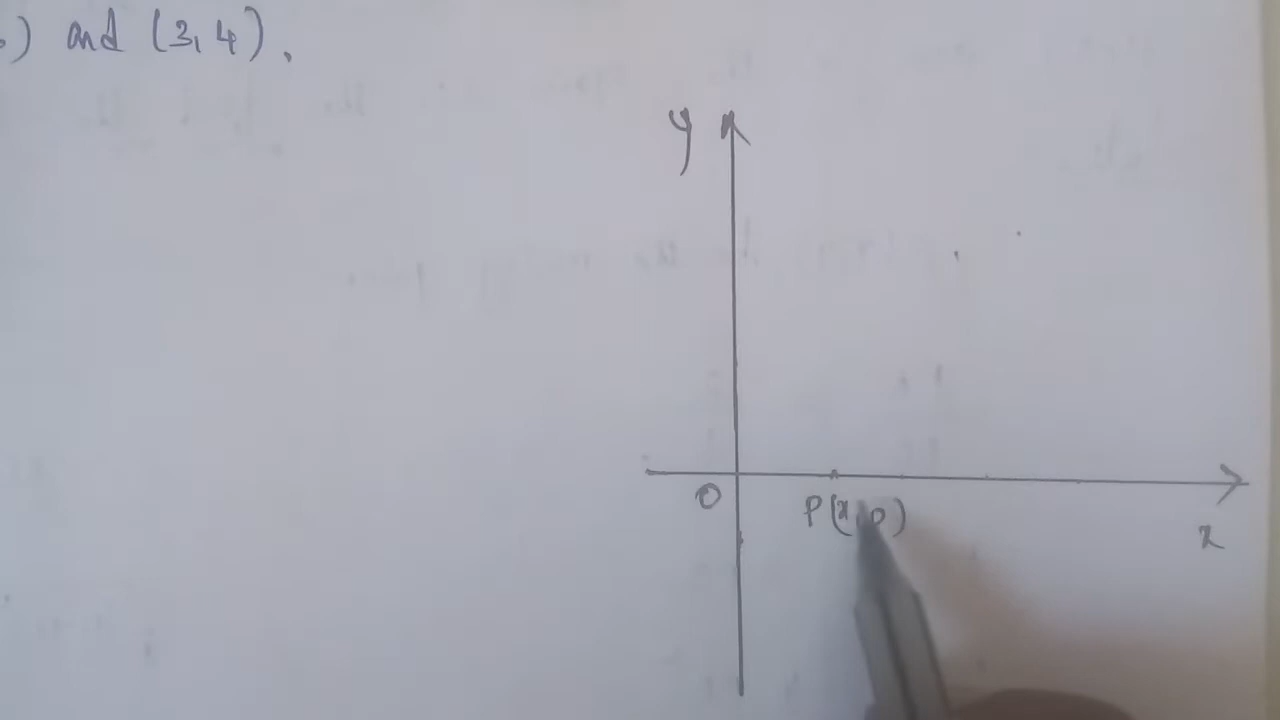 ) and (3, 4).
y
O
P(x, 0)
x